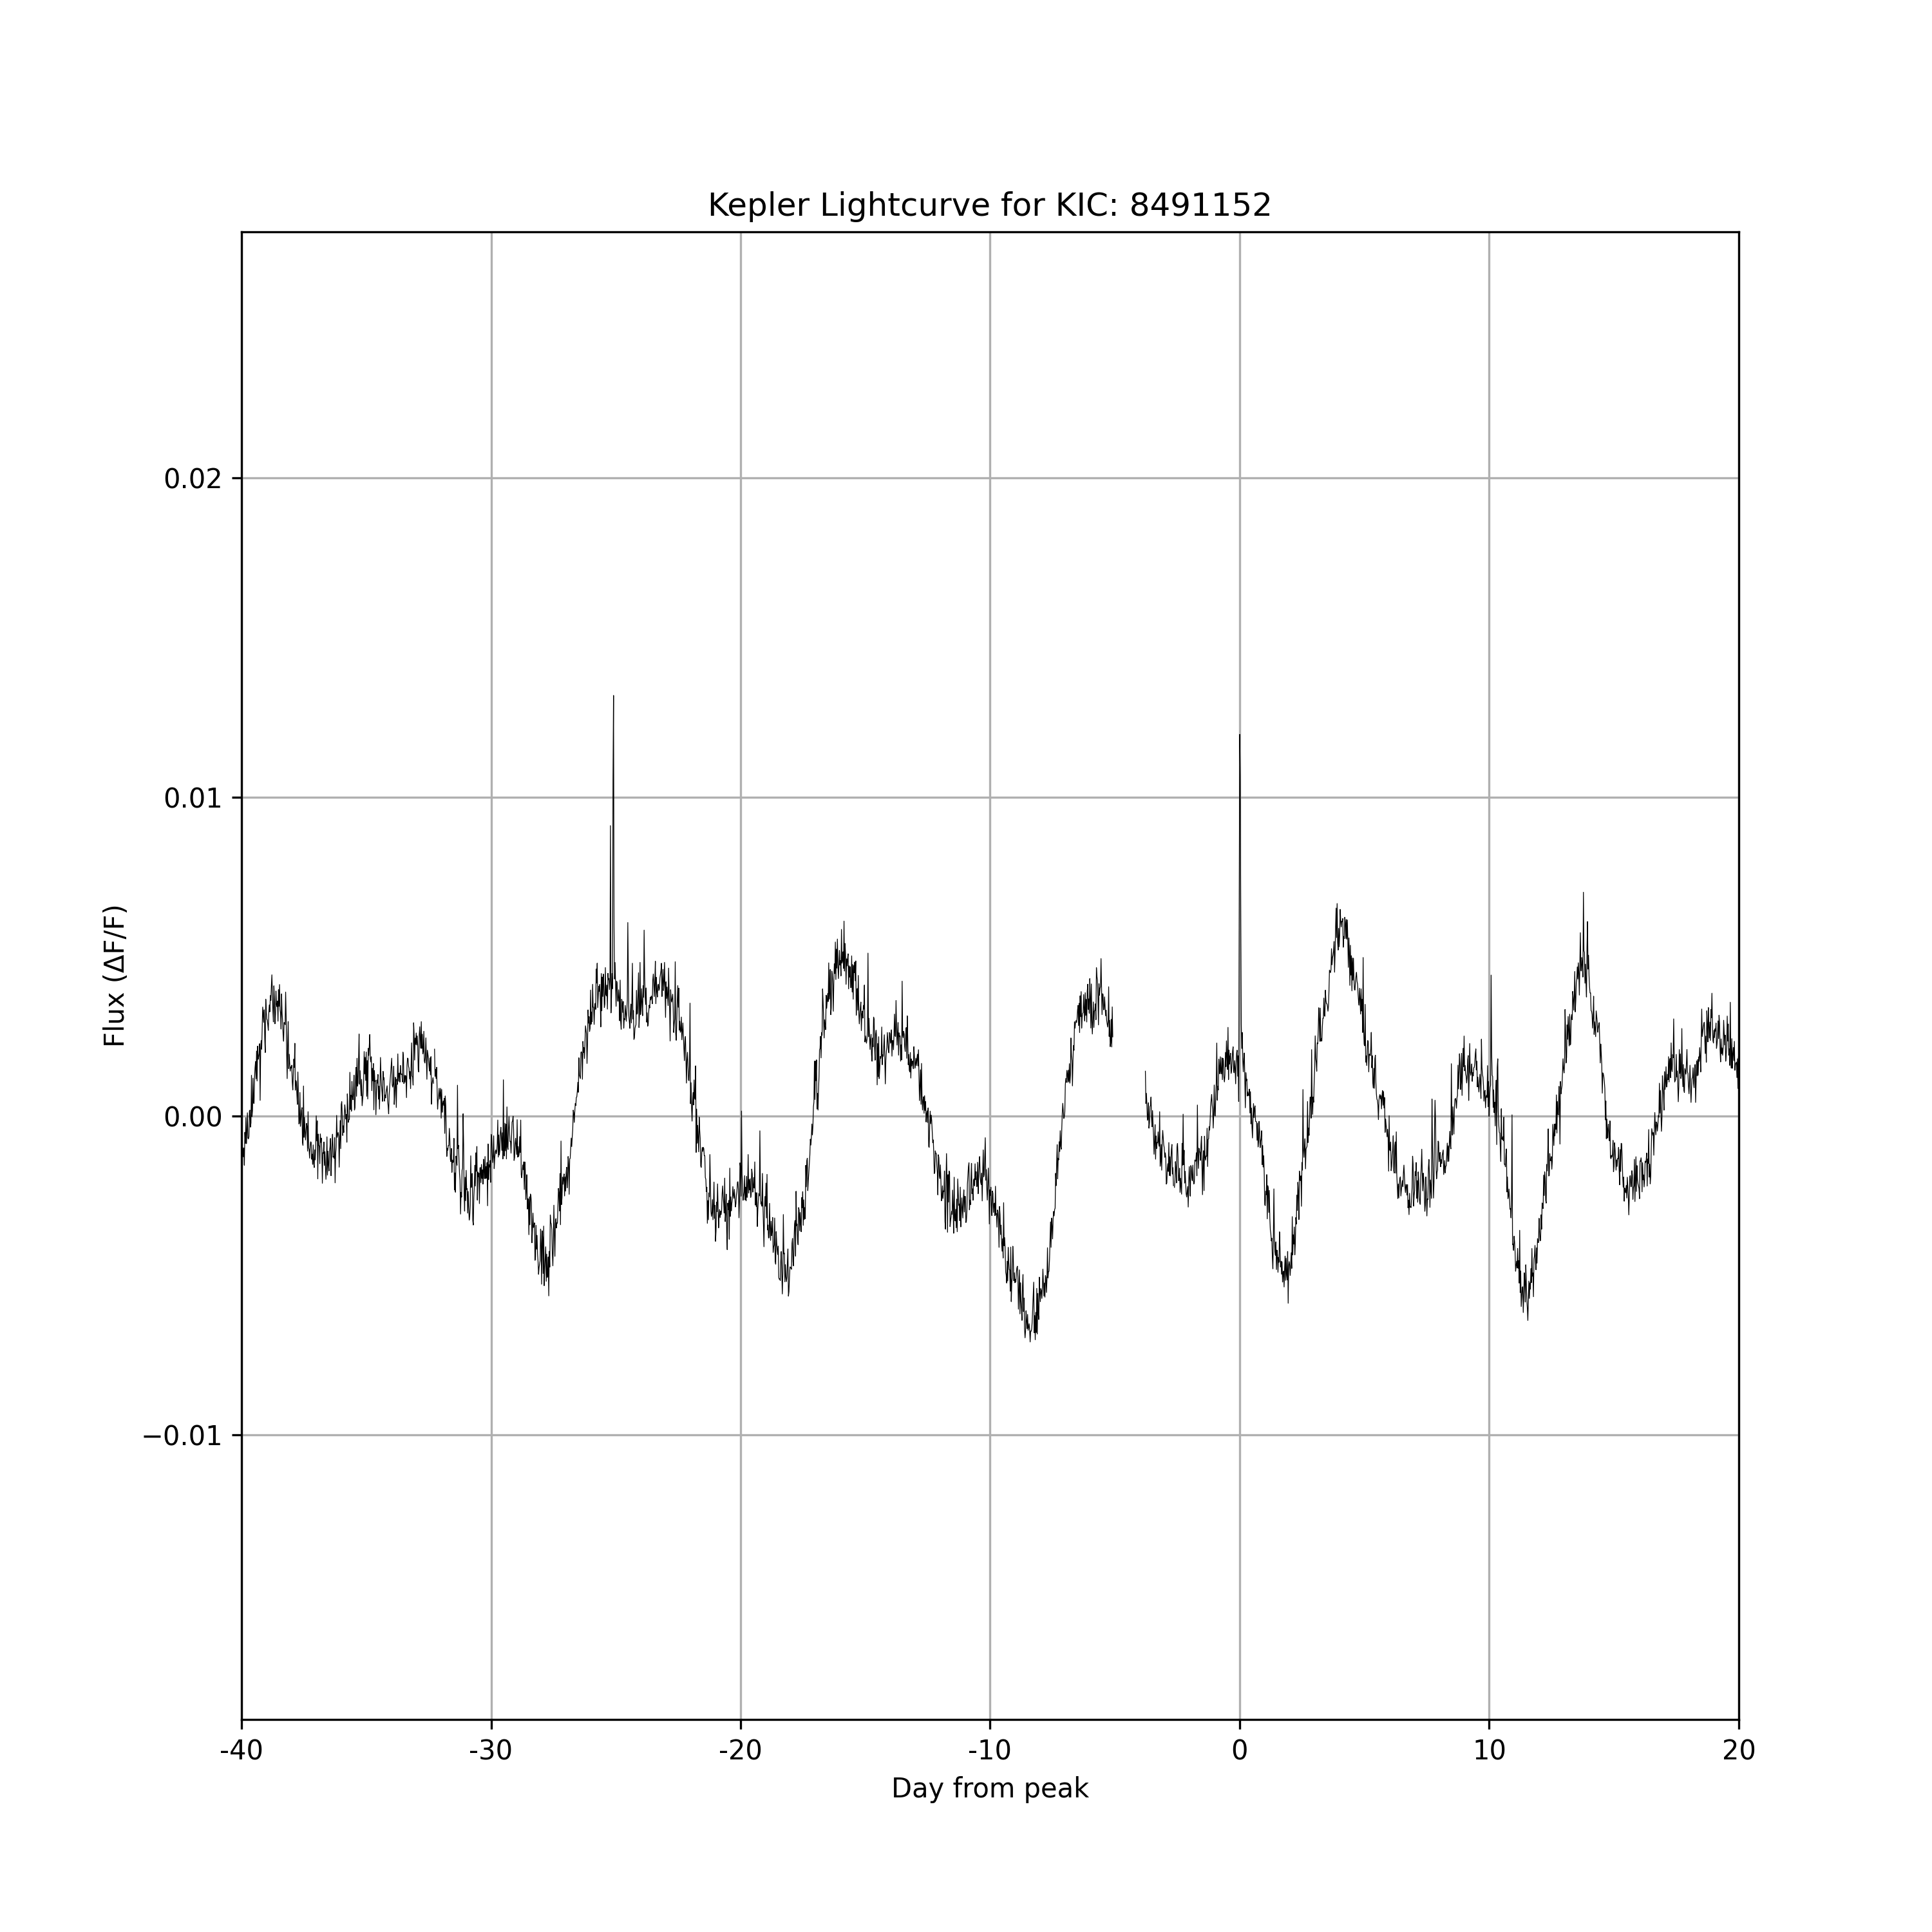 Kepler Lightcurve for KIC: 8491152
0.02
0.01
0.00
−0.01
Flux (ΔF/F)
-40 -30 -20 -10 0 10 20
Day from peak